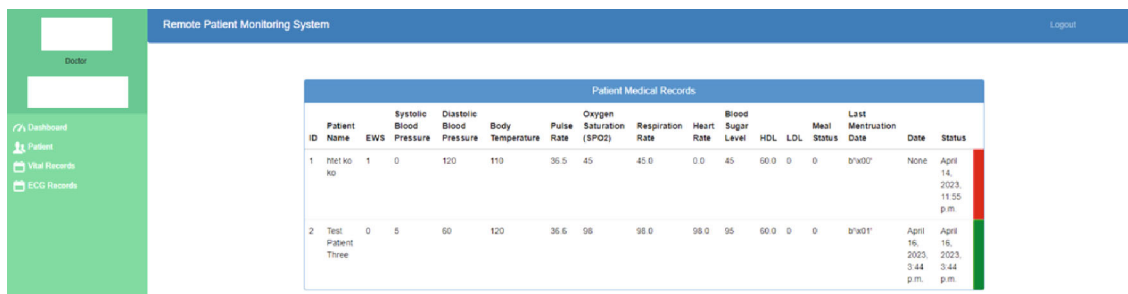 Remote Patient Monitoring System
Logout
Doctor
Dashboard
Patient
Vital Records
ECG Records
Patient Medical Records
ID Patient Name EWS Systolic Blood Pressure Diastolic Blood Pressure Body Temperature Pulse Rate Oxygen Saturation (SPO2) Respiration Rate Heart Rate Blood Sugar Level HDL LDL Meal Status Last Mentruation Date Date Status
1 htet ko ko 1 0 120 110 36.5 45 45.0 0.0 45 60.0 0 0 b'\x00' None April 14, 2023, 11:55 p.m.
2 Test Patient Three 0 5 60 120 36.6 98 98.0 98.0 95 60.0 0 0 b'\x01' April 16, 2023, 3:44 p.m. April 16, 2023, 3:44 p.m.